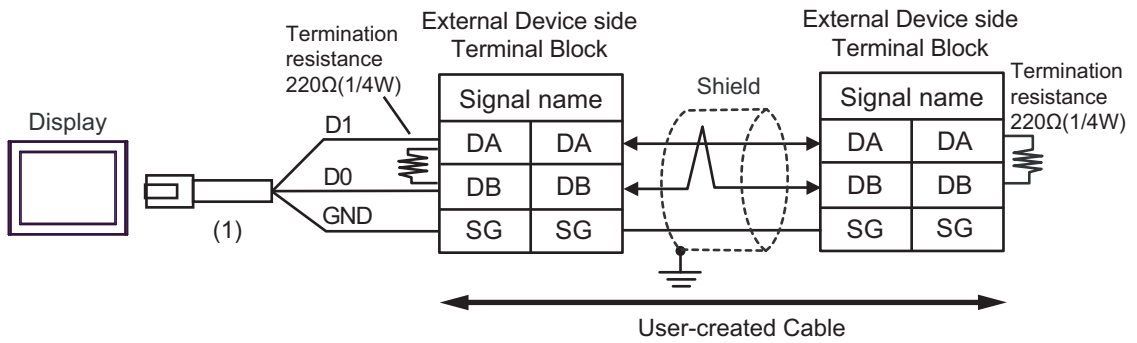 Display
(1)
D1
D0
GND
Termination
resistance
220Ω(1/4W)
External Device side
Terminal Block
Signal name
DA DA
DB DB
SG SG
Shield
External Device side
Terminal Block
Signal name
DA DA
DB DB
SG SG
Termination
resistance
220Ω(1/4W)
User-created Cable